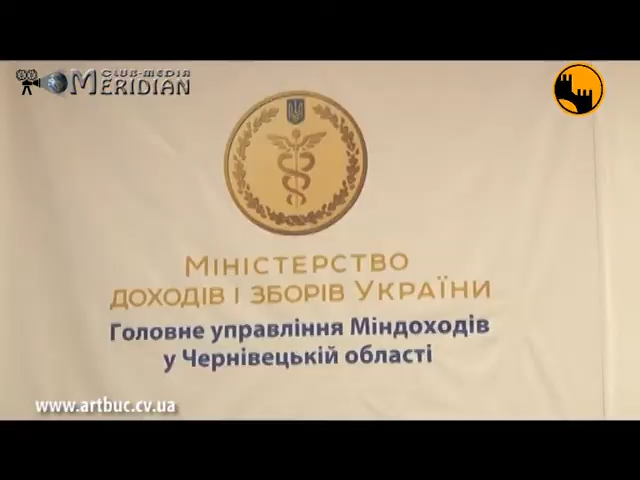 CLUB-MEDIA
MERIDIAN
МІНІСТЕРСТВО
ДОХОДІВ І ЗБОРІВ УКРАЇНИ
Головне управління Міндоходів
у Чернівецькій області
www.artbuc.cv.ua